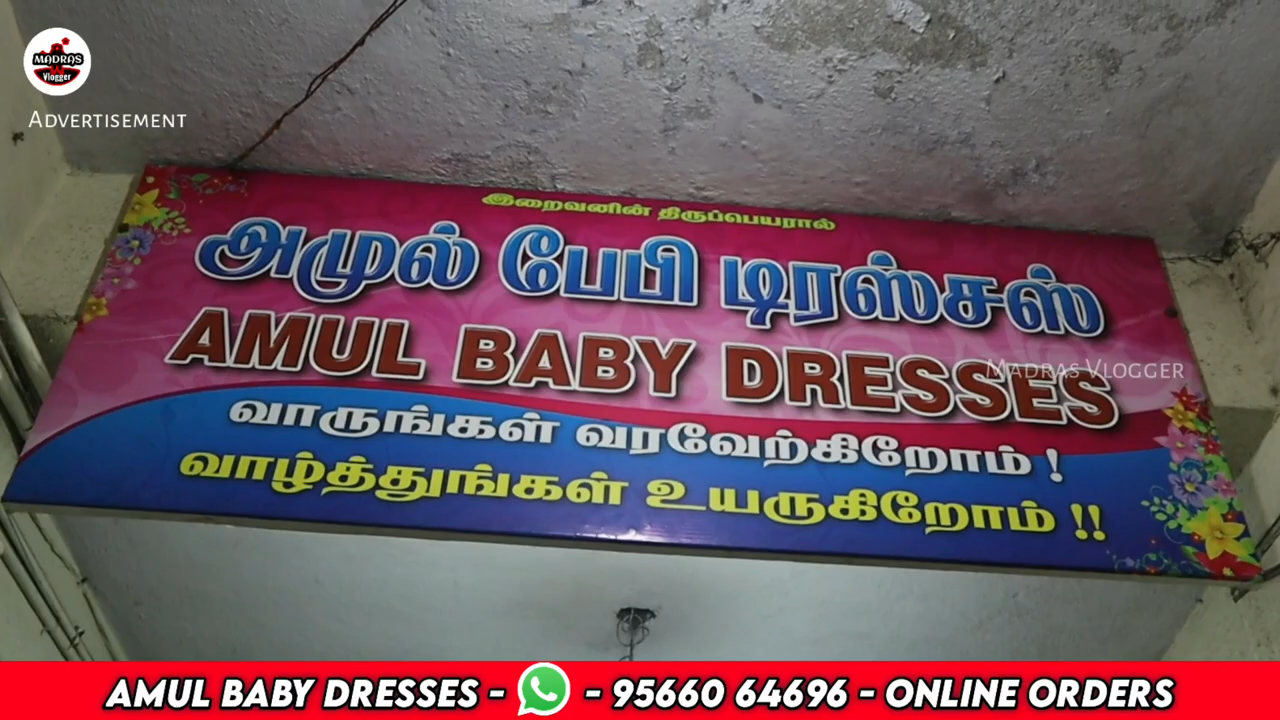 MADRAS
Vlogger
ADVERTISEMENT
இறைவனின் திருப்பெயரால்
அமுல் பேபி டிரஸ்சஸ்
AMUL BABY DRESSES
MADRAS VLOGGER
வாருங்கள் வரவேற்கிறோம் !
வாழ்த்துங்கள் உயருகிறோம் !!
AMUL BABY DRESSES - - 95660 64696 - ONLINE ORDERS